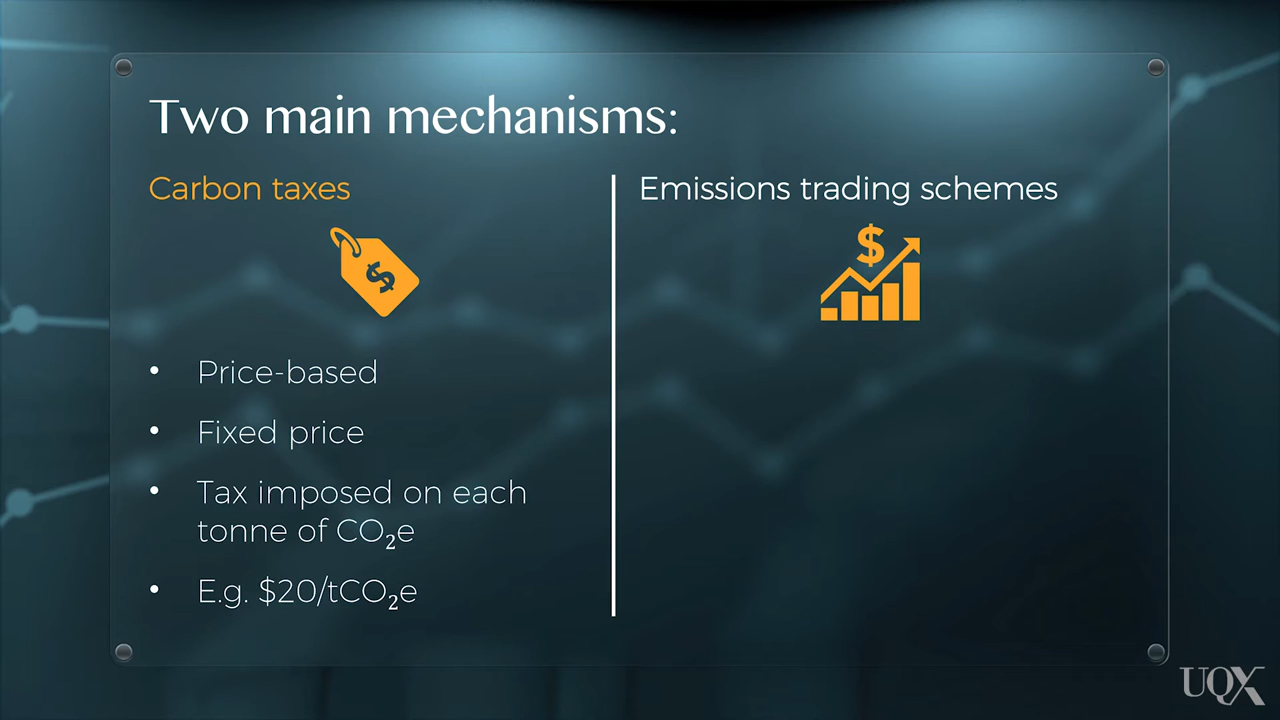 Two main mechanisms:
Carbon taxes
$
• Price-based
• Fixed price
• Tax imposed on each
tonne of CO₂e
• E.g. $20/tCO₂e
Emissions trading schemes
$
UQX